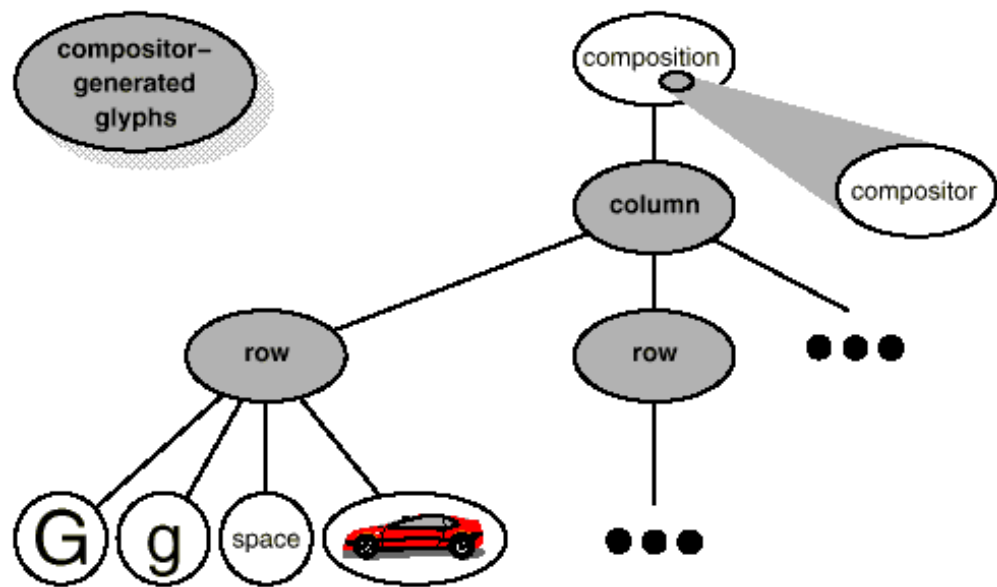 compositor–
generated
glyphs
composition
compositor
column
row
row
G
g
space